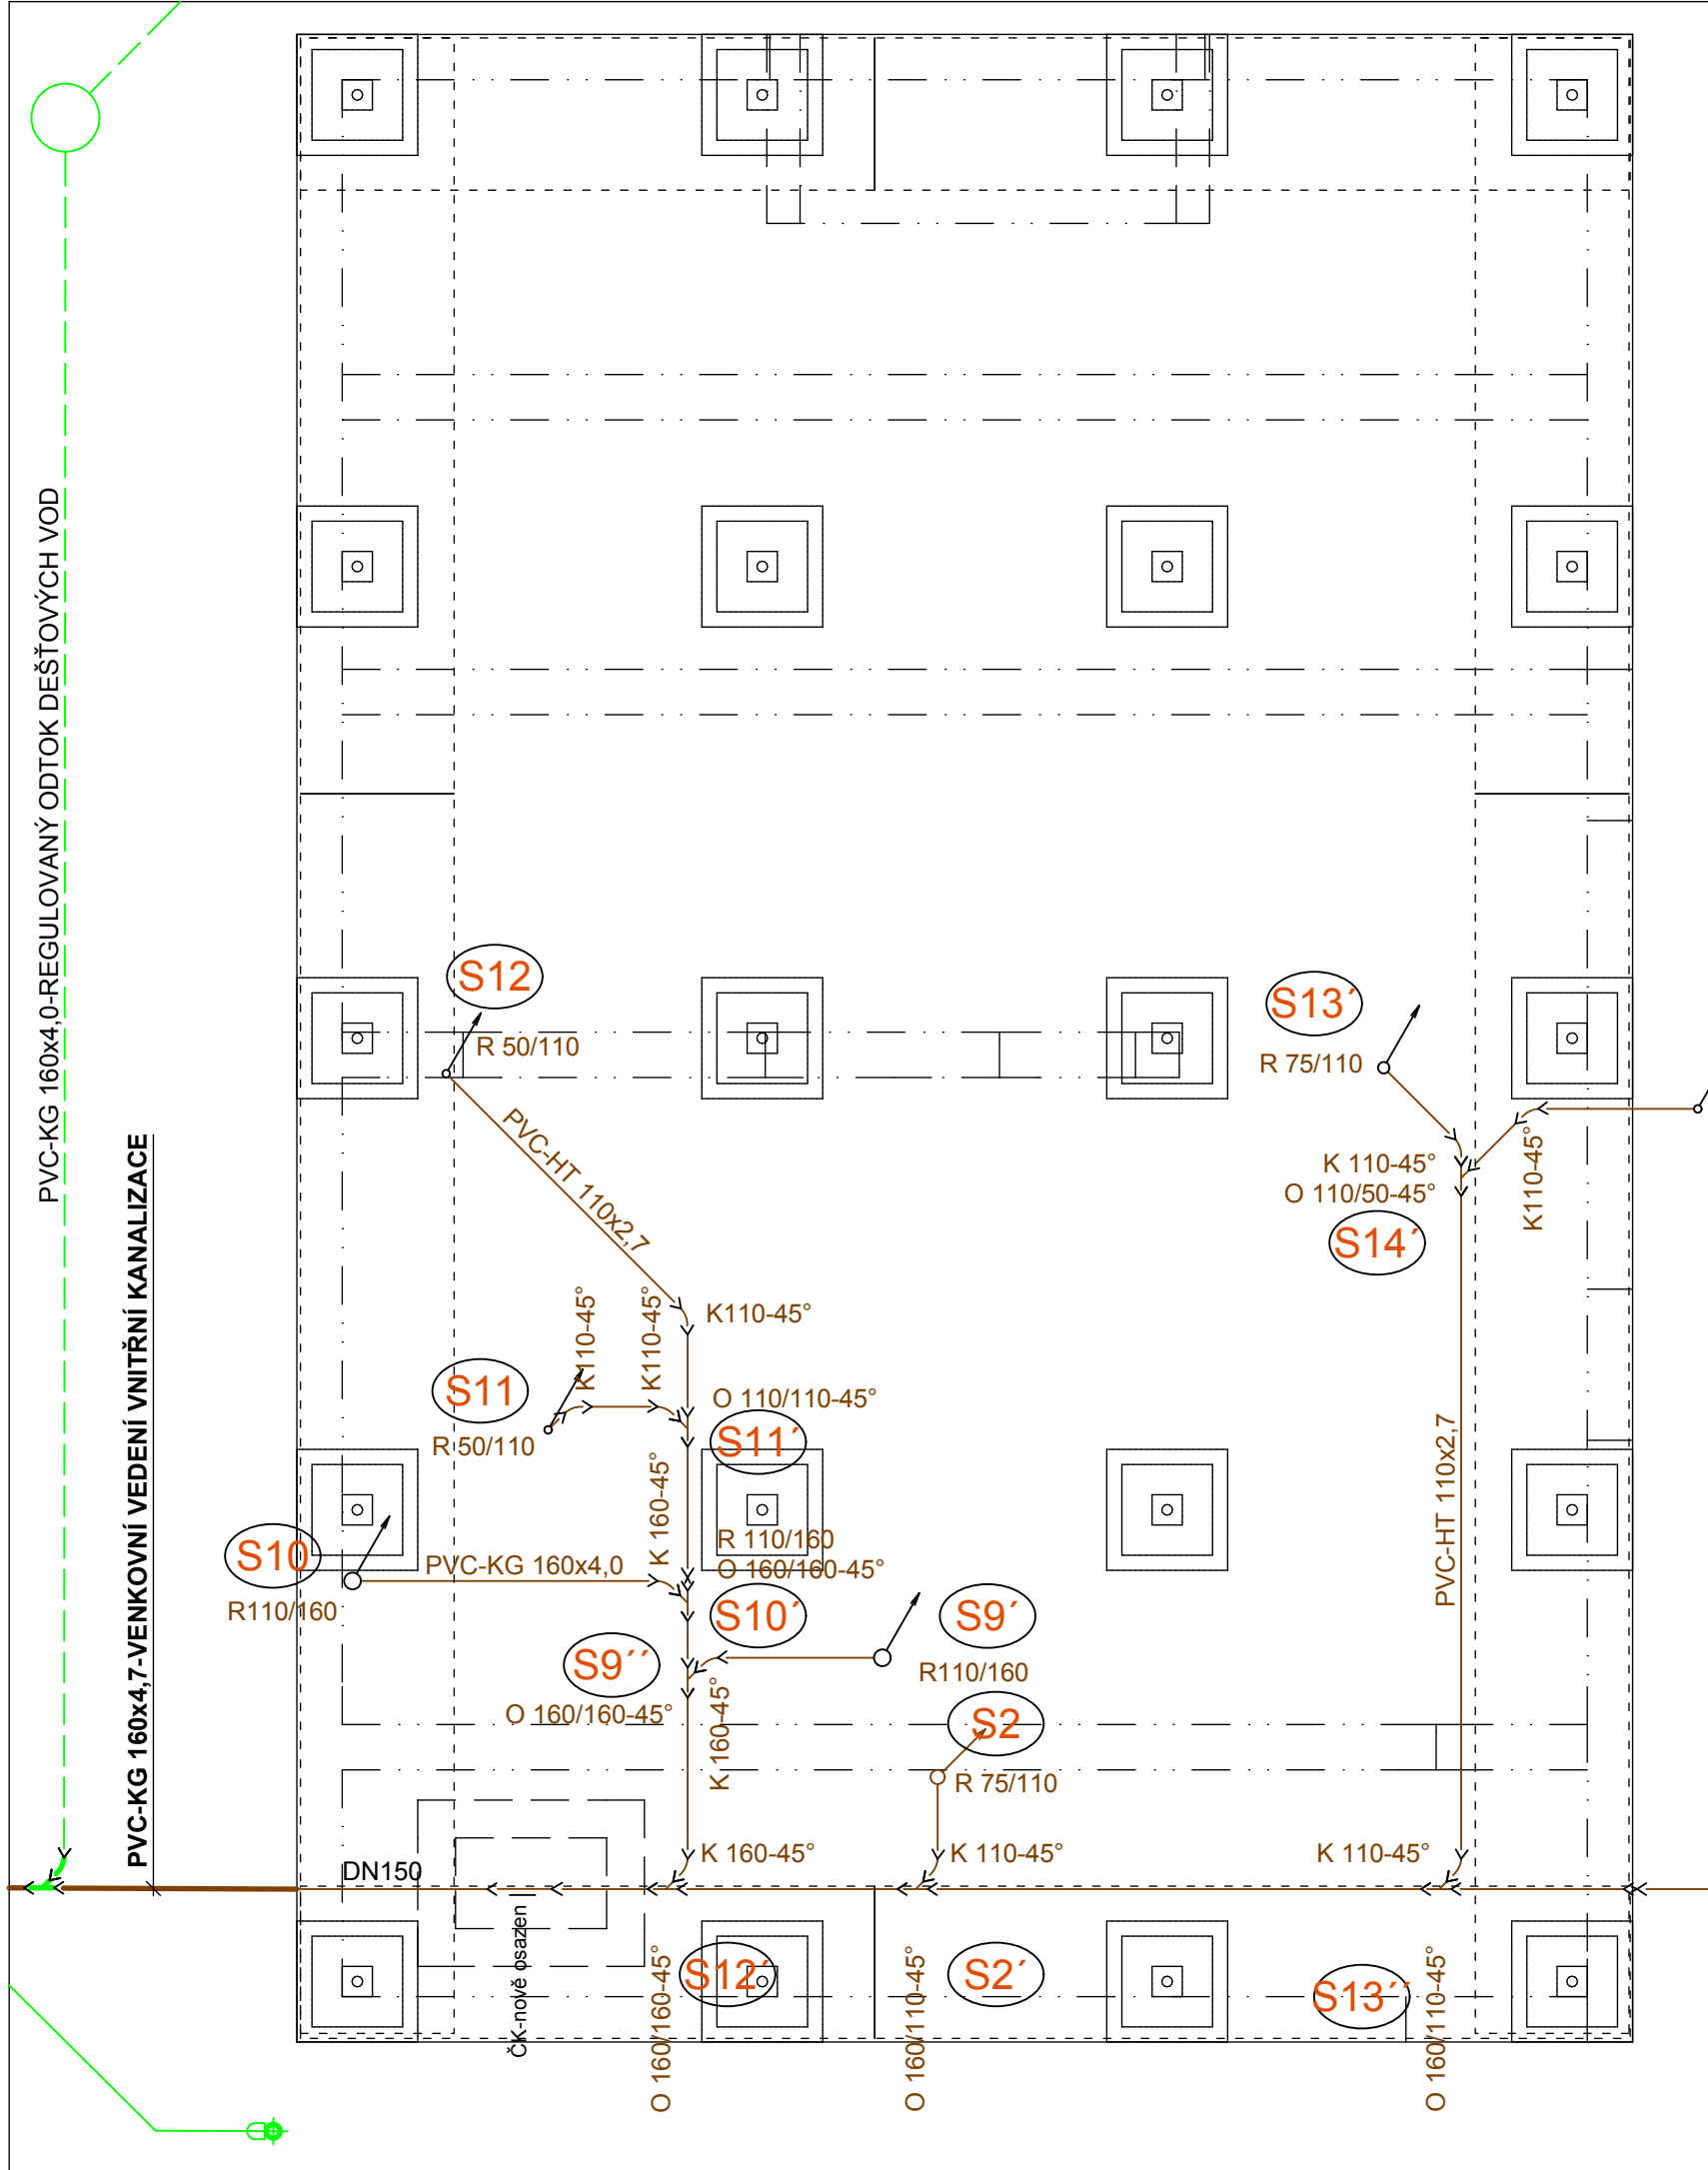 PVC-KG 160x4,0-REGULOVANÝ ODTOK DEŠŤOVÝCH VOD
PVC-KG 160x4,7-VENKOVNÍ VEDENÍ VNITŘNÍ KANALIZACE
S12
R 50/110
PVC-HT 110x2,7
S13´
R 75/110
K 110-45°
O 110/50-45°
S14´
K110-45°
K110-45°
K110-45°
K110-45°
S11
R 50/110
O 110/110-45°
S11´
K 160-45°
PVC-HT 110x2,7
S10
R110/160
PVC-KG 160x4,0
R 110/160
O 160/160-45°
S10´
S9´
R110/160
S9´´
O 160/160-45°
K 160-45°
S2
R 75/110
K 160-45°
K 110-45°
K 110-45°
DN150
ČK-nově osazen
O 160/160-45°
S12´
O 160/110-45°
S2´
S13´´
O 160/110-45°